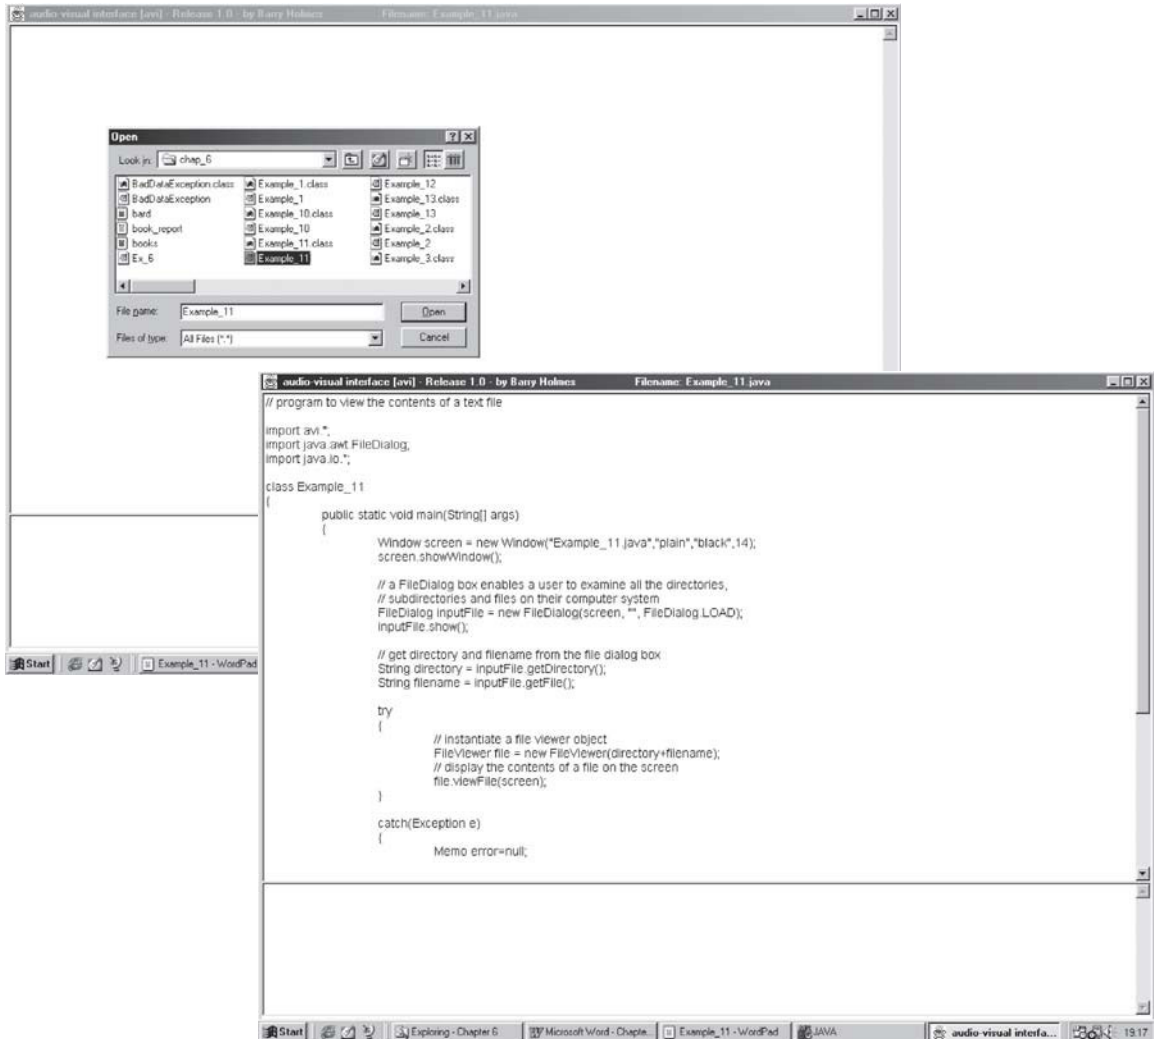 audio-visual interface [avi] - Release 1.0 - by Barry Holmes Filename: Example_11.java
Open
Look in: chap_6
BadDataException.class Example_1.class Example_12
BadDataException Example_1 Example_13.class
bard Example_10.class Example_13
book_report Example_10 Example_2.class
books Example_11.class Example_2
Ex_6 Example_11 Example_3.class
File name: Example_11 Open
Files of type: All Files (*.*) Cancel
Start Example_11 - WordPad
audio-visual interface [avi] - Release 1.0 - by Barry Holmes Filename: Example_11.java
// program to view the contents of a text file
import avi.*;
import java.awt.FileDialog;
import java.io.*;
class Example_11
{
public static void main(String[] args)
{
Window screen = new Window("Example_11.java","plain","black",14);
screen.showWindow();
// a FileDialog box enables a user to examine all the directories,
// subdirectories and files on their computer system
FileDialog inputFile = new FileDialog(screen, "", FileDialog.LOAD);
inputFile.show();
// get directory and filename from the file dialog box
String directory = inputFile.getDirectory();
String filename = inputFile.getFile();
try
{
// instantiate a file viewer object
FileViewer file = new FileViewer(directory+filename);
// display the contents of a file on the screen
file.viewFile(screen);
}
catch(Exception e)
{
Memo error=null;
Start Exploring - Chapter 6 Microsoft Word - Chapte... Example_11 - WordPad JAVA audio-visual interfa... 19:17